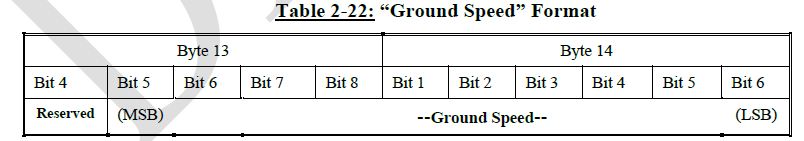 Table 2-22: “Ground Speed” Format
Byte 13 Byte 14
Bit 4 Bit 5 Bit 6 Bit 7 Bit 8 Bit 1 Bit 2 Bit 3 Bit 4 Bit 5 Bit 6
Reserved (MSB) --Ground Speed-- (LSB)